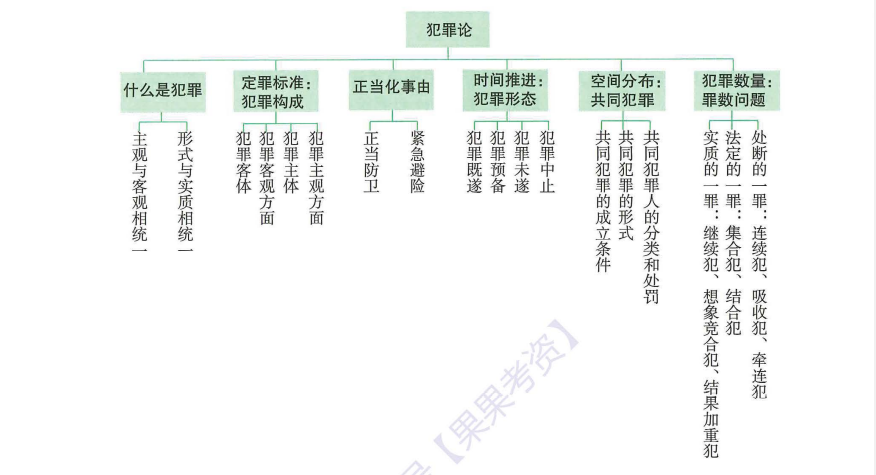 犯罪论
什么是犯罪
定罪标准：
犯罪构成
正当化事由
时间推进：
犯罪形态
空间分布：
共同犯罪
犯罪数量：
罪数问题
主观与客观相统一
形式与实质相统一
犯罪客体
犯罪客观方面
犯罪主体
犯罪主观方面
正当防卫
紧急避险
犯罪既遂
犯罪预备
犯罪未遂
犯罪中止
共同犯罪的成立条件
共同犯罪的形式
共同犯罪人的分类和处罚
实质的一罪：继续犯、想象竞合犯、结果加重犯
法定的一罪：集合犯、结合犯
处断的一罪：连续犯、吸收犯、牵连犯
号【果果考资】